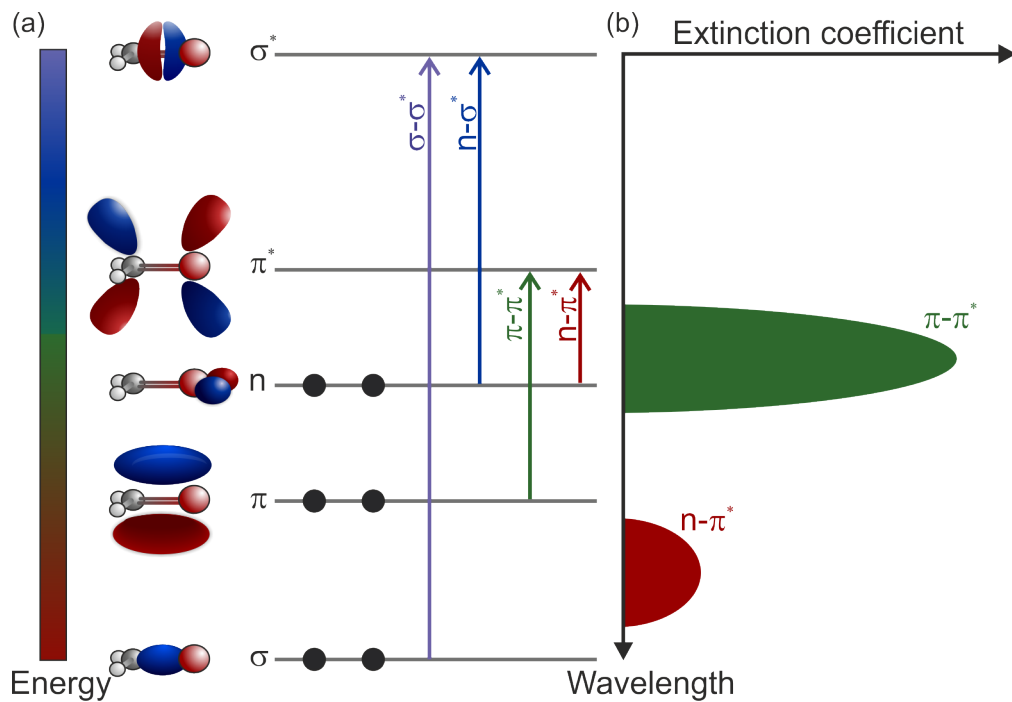 (a)
σ*
π*
n
π
σ
σ-σ*
n-σ*
π-π*
n-π*
Energy
(b)
Extinction coefficient
π-π*
n-π*
Wavelength